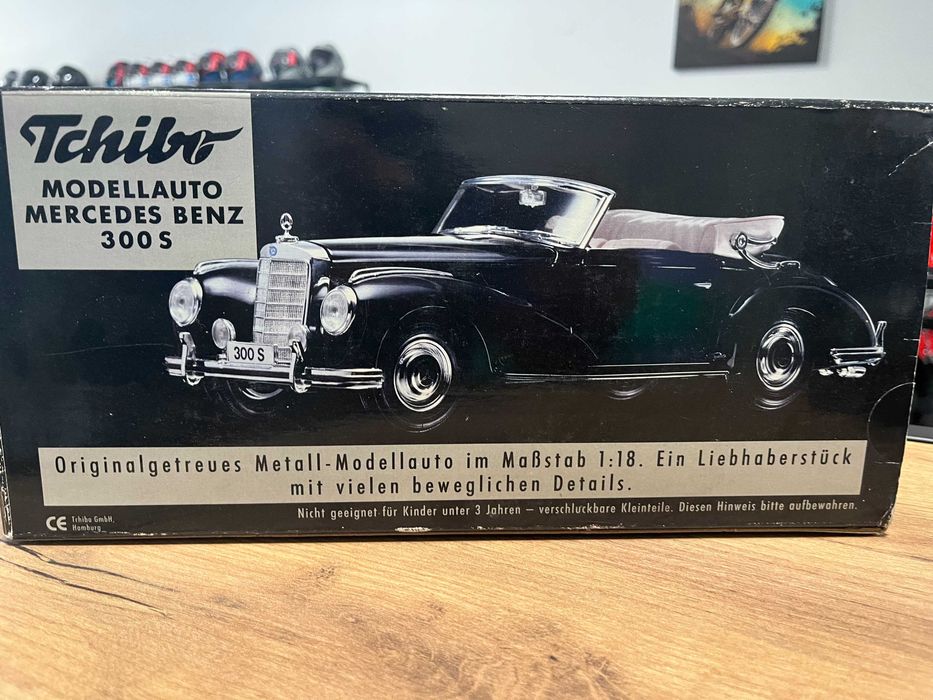 Tchibo
MODELLAUTO
MERCEDES BENZ
300 S
300 S
Originalgetreues Metall-Modellauto im Maßstab 1:18. Ein Liebhaberstück
mit vielen beweglichen Details.
Nicht geeignet für Kinder unter 3 Jahren – verschluckbare Kleinteile. Diesen Hinweis bitte aufbewahren.
CE Tchibo GmbH,
Hamburg